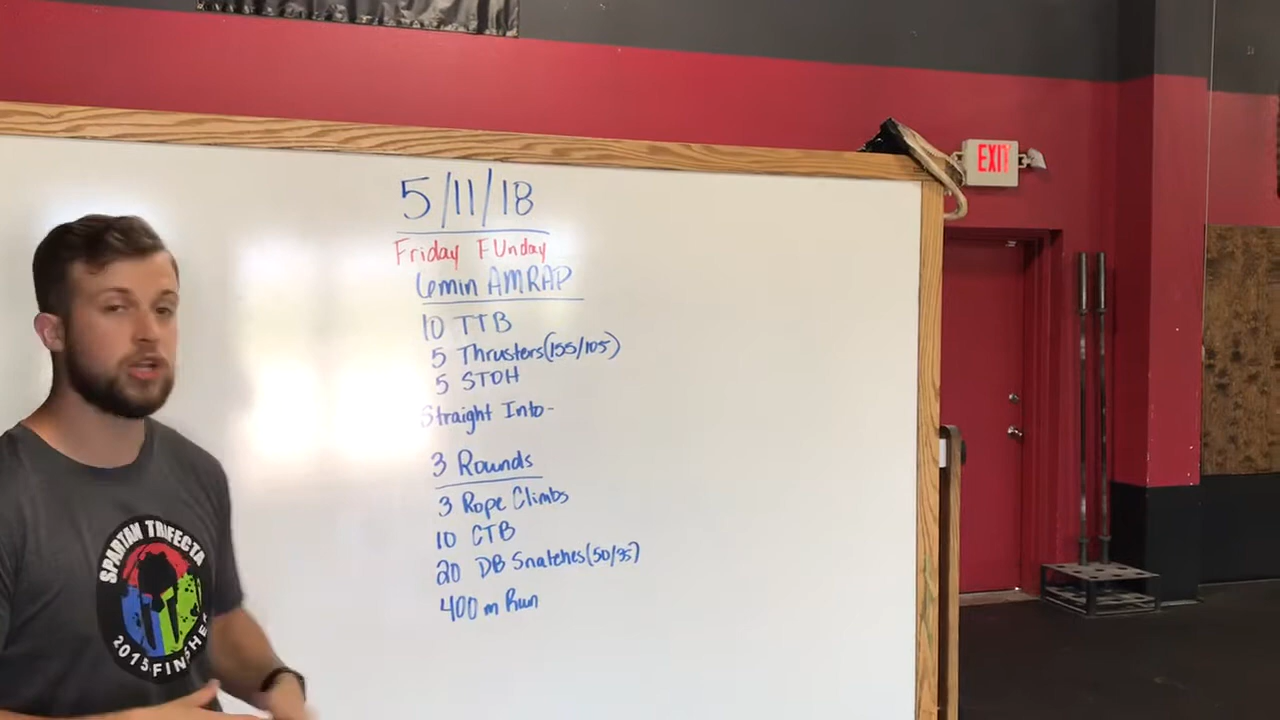 5/11/18
Friday FUnday
6min AMRAP
10 TTB
5 Thrusters(155/105)
5 STOH
Straight Into-
3 Rounds
3 Rope Climbs
10 CTB
20 DB Snatches(50/35)
400 m Run
EXIT
SPARTAN TRIFECTA
2015 FINISHER